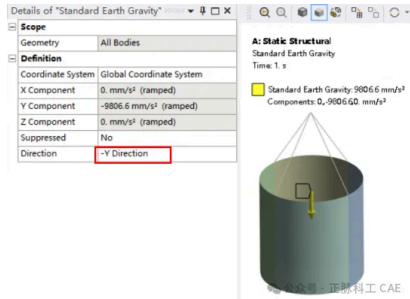 Details of "Standard Earth Gravity"
Scope
Geometry All Bodies
Definition
Coordinate System Global Coordinate System
X Component 0. mm/s² (ramped)
Y Component -9806.6 mm/s² (ramped)
Z Component 0. mm/s² (ramped)
Suppressed No
Direction -Y Direction
A: Static Structural
Standard Earth Gravity
Time: 1. s
Standard Earth Gravity: 9806.6 mm/s²
Components: 0,-9806.6,0. mm/s²
公众号 · 正脉科工 CAE